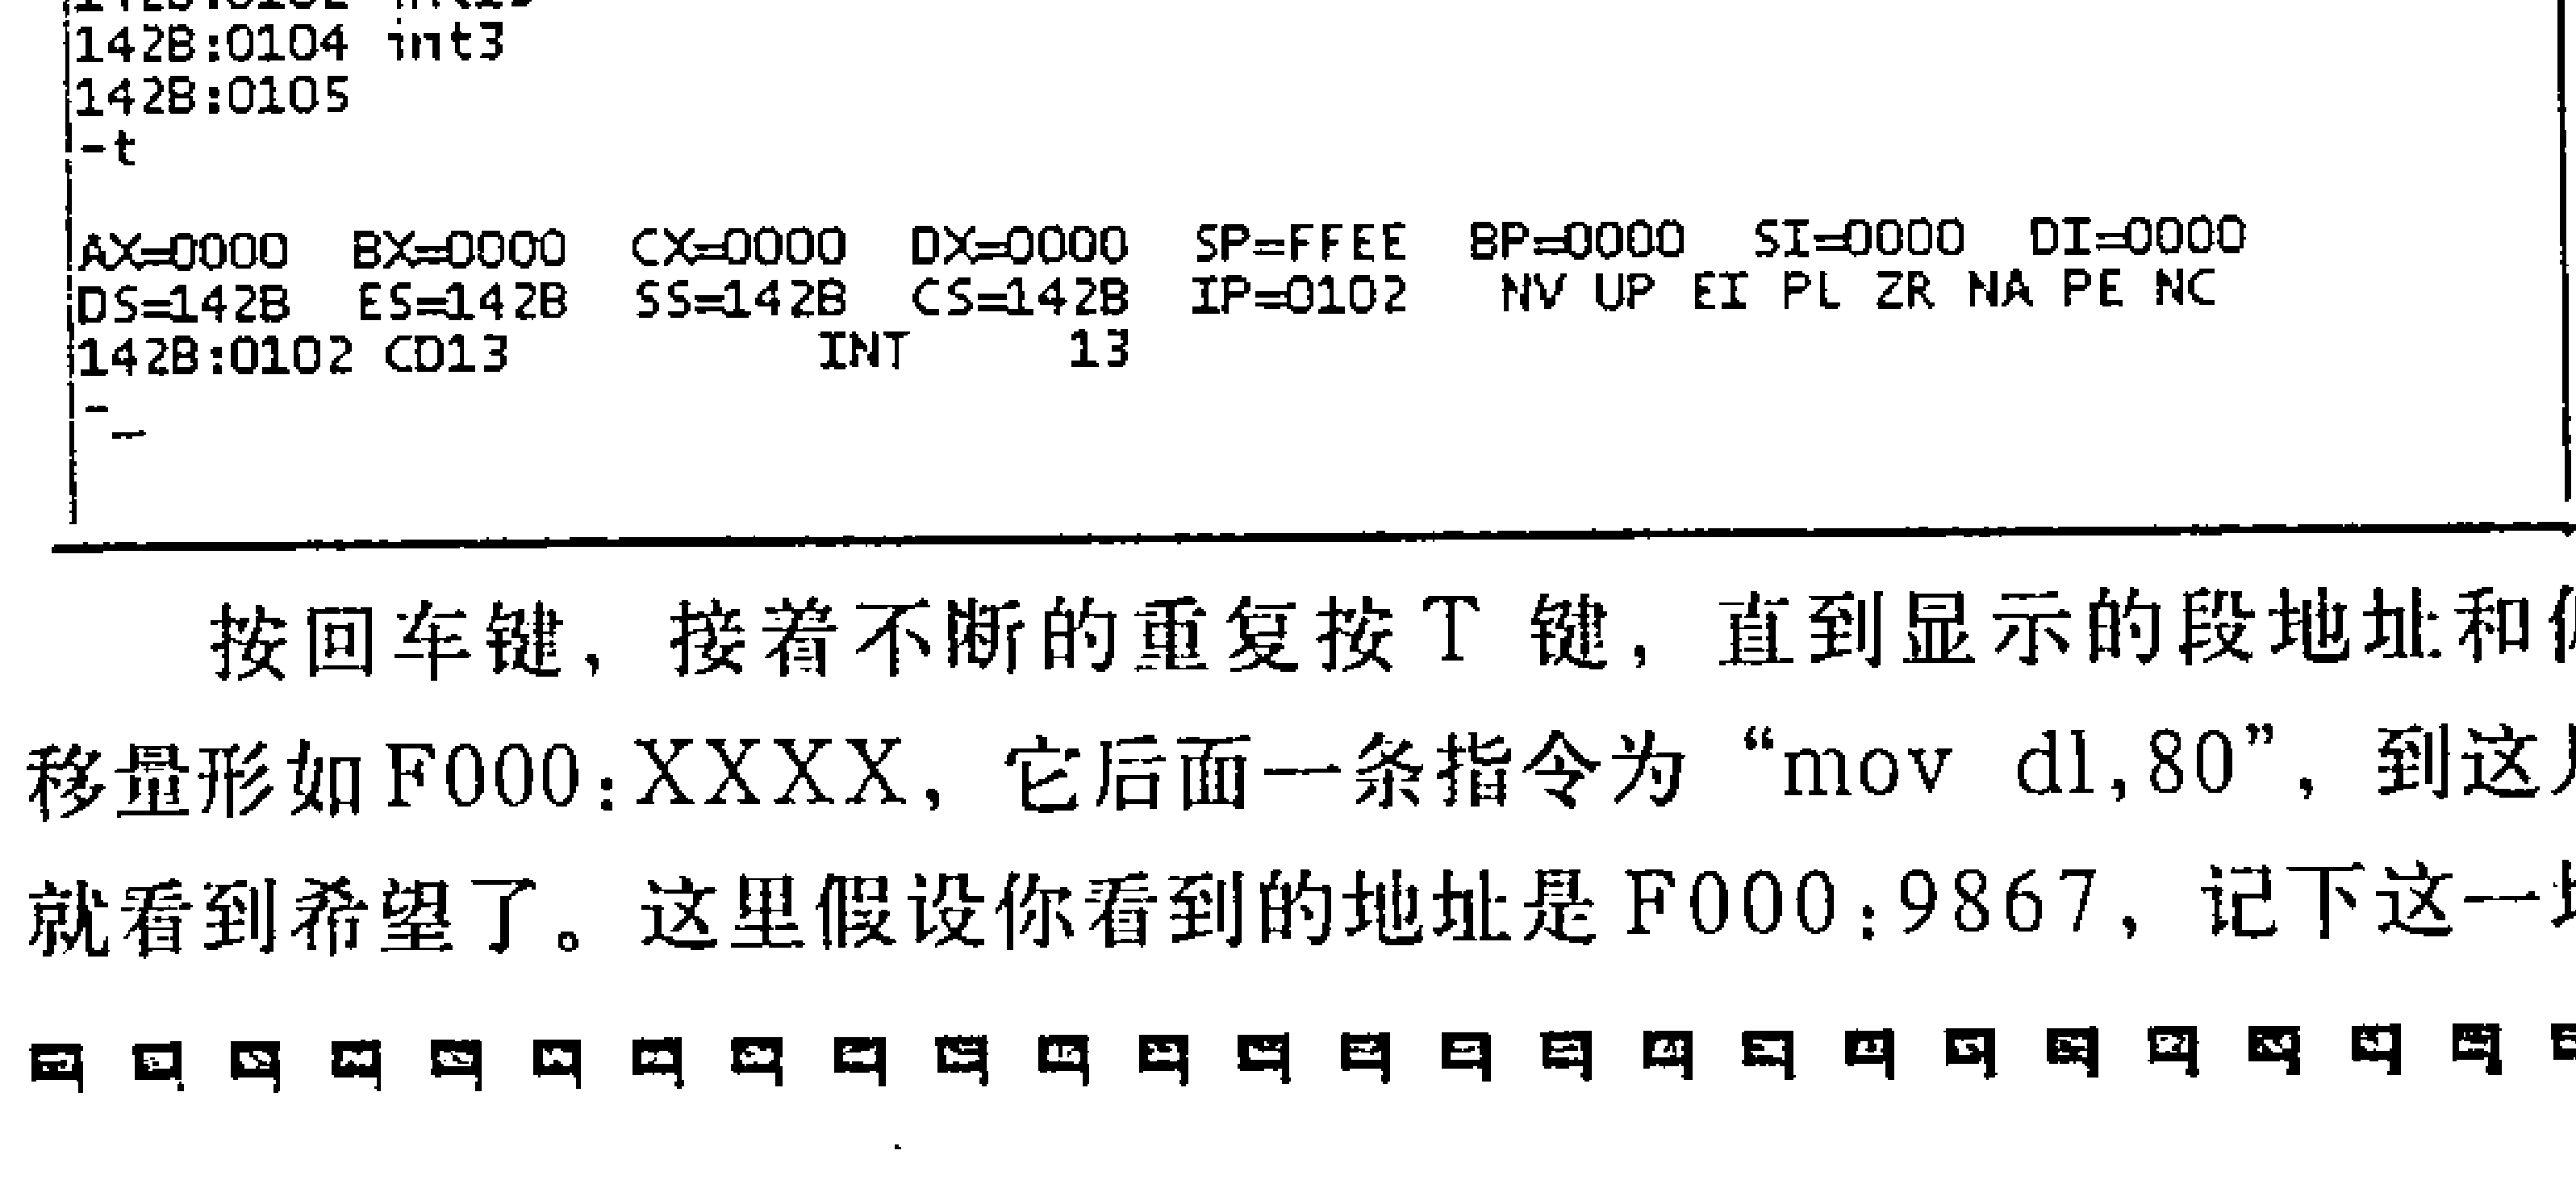 142B:0104 int3
142B:0105
-t
AX=0000 BX=0000 CX=0000 DX=0000 SP=FFEE BP=0000 SI=0000 DI=0000
DS=142B ES=142B SS=142B CS=142B IP=0102 NV UP EI PL ZR NA PE NC
142B:0102 CD13 INT 13
-_
按回车键，接着不断的重复按T 键，直到显示的段地址和
移量形如F000:XXXX，它后面一条指令为“mov dl,80”，到这
就看到希望了。这里假设你看到的地址是F000:9867，记下这一